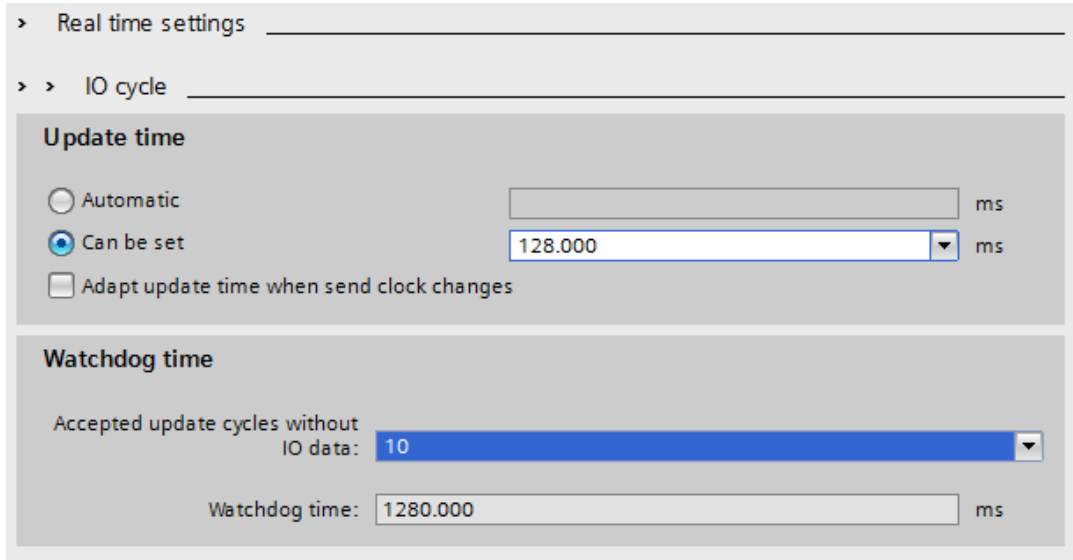 Real time settings
IO cycle
Update time
Automatic
ms
Can be set
128.000
ms
Adapt update time when send clock changes
Watchdog time
Accepted update cycles without
IO data:
10
Watchdog time:
1280.000
ms